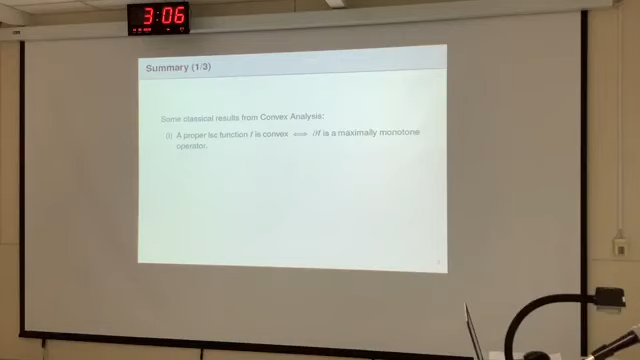 3:06
Summary (1/3)
Some classical results from Convex Analysis:
(i) A proper lsc function f is convex ⟺ ∂f is a maximally monotone
operator.